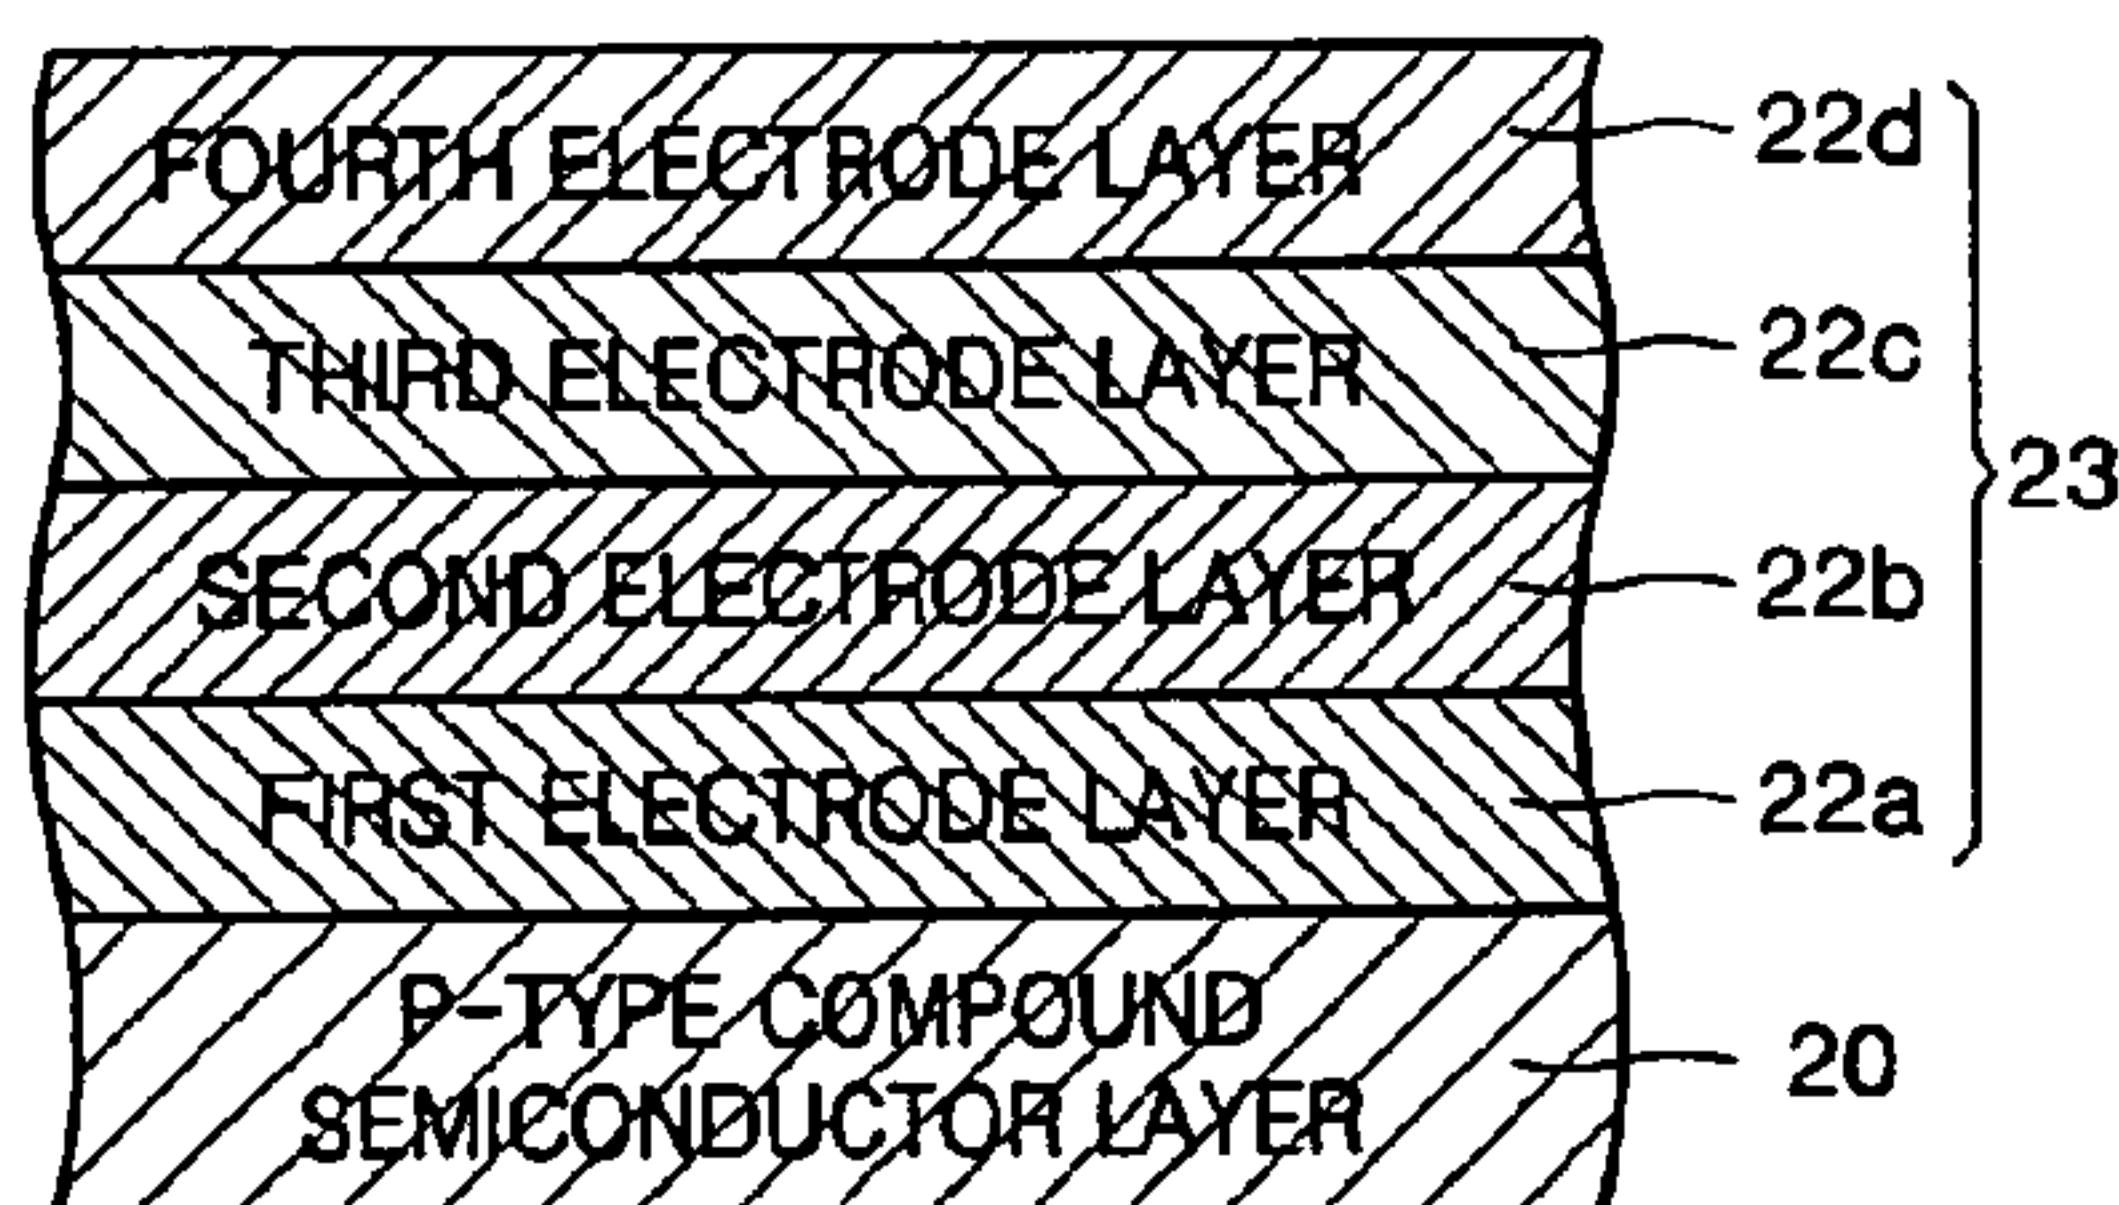 FOURTH ELECTRODE LAYER 22d
THIRD ELECTRODE LAYER 22c
23
SECOND ELECTRODE LAYER 22b
FIRST ELECTRODE LAYER 22a
P-TYPE COMPOUND
SEMICONDUCTOR LAYER 20